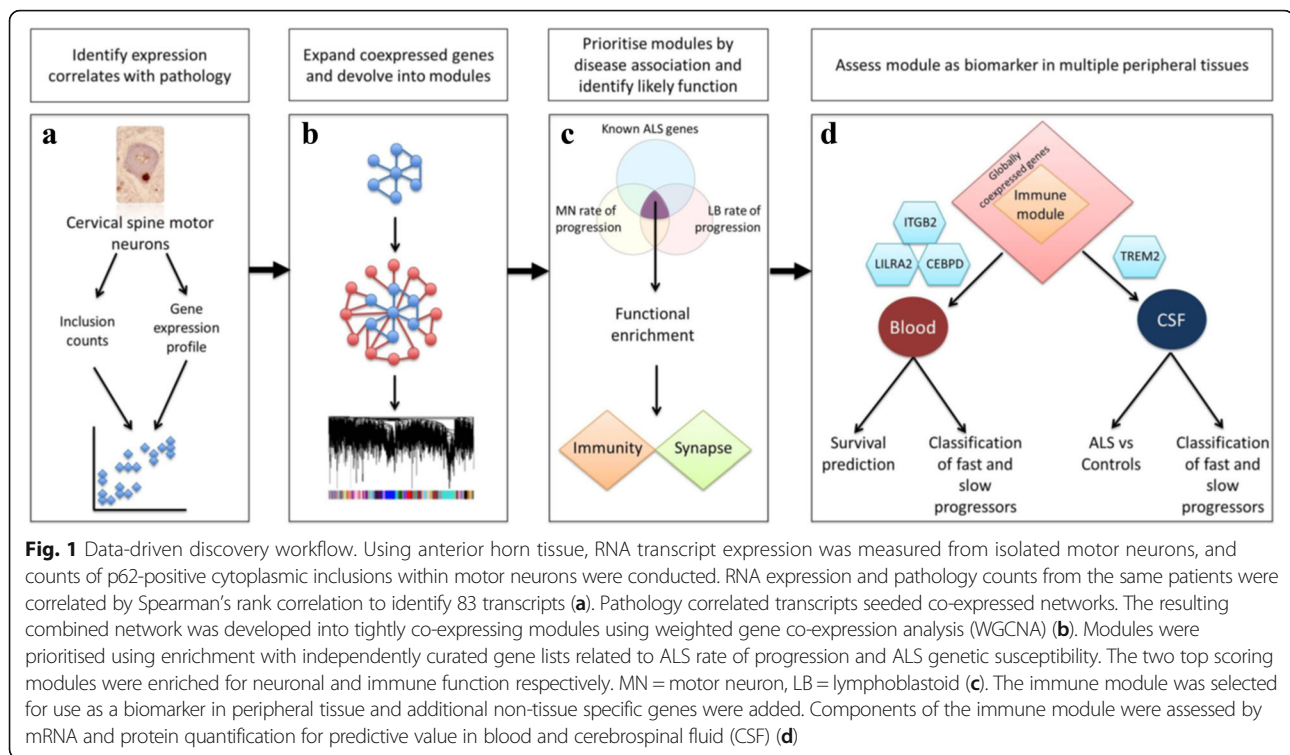 Identify expression
correlates with pathology
Expand coexpressed genes
and devolve into modules
Prioritise modules by
disease association and
identify likely function
Assess module as biomarker in multiple peripheral tissues
a
Cervical spine motor
neurons
Inclusion
counts
Gene
expression
profile
b
c
Known ALS genes
MN rate of
progression
LB rate of
progression
Functional
enrichment
Immunity
Synapse
d
Globally
coexpressed genes
Immune
module
ITGB2
LILRA2
CEBPD
TREM2
Blood
CSF
Survival
prediction
Classification
of fast and
slow
progressors
ALS vs
Controls
Classification
of fast and
slow
progressors
Fig. 1 Data-driven discovery workflow. Using anterior horn tissue, RNA transcript expression was measured from isolated motor neurons, and
counts of p62-positive cytoplasmic inclusions within motor neurons were conducted. RNA expression and pathology counts from the same patients were
correlated by Spearman's rank correlation to identify 83 transcripts (a). Pathology correlated transcripts seeded co-expressed networks. The resulting
combined network was developed into tightly co-expressing modules using weighted gene co-expression analysis (WGCNA) (b). Modules were
prioritised using enrichment with independently curated gene lists related to ALS rate of progression and ALS genetic susceptibility. The two top scoring
modules were enriched for neuronal and immune function respectively. MN = motor neuron, LB = lymphoblastoid (c). The immune module was selected
for use as a biomarker in peripheral tissue and additional non-tissue specific genes were added. Components of the immune module were assessed by
mRNA and protein quantification for predictive value in blood and cerebrospinal fluid (CSF) (d)